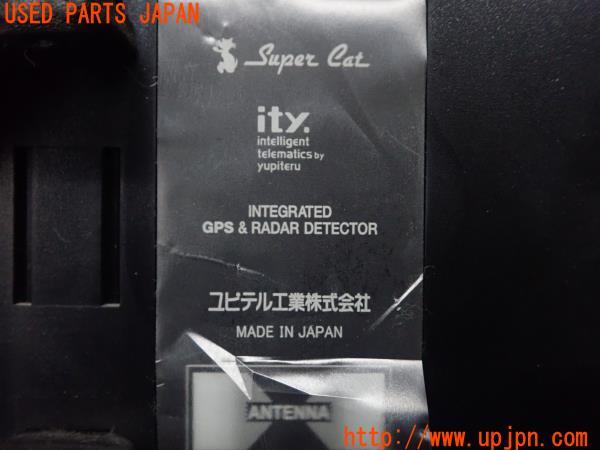 USED PARTS JAPAN
Super Cat
ity.
intelligent
telematics by
yupiteru
INTEGRATED
GPS & RADAR DETECTOR
ユピテル工業株式会社
MADE IN JAPAN
ANTENNA
http://www.upjpn.com